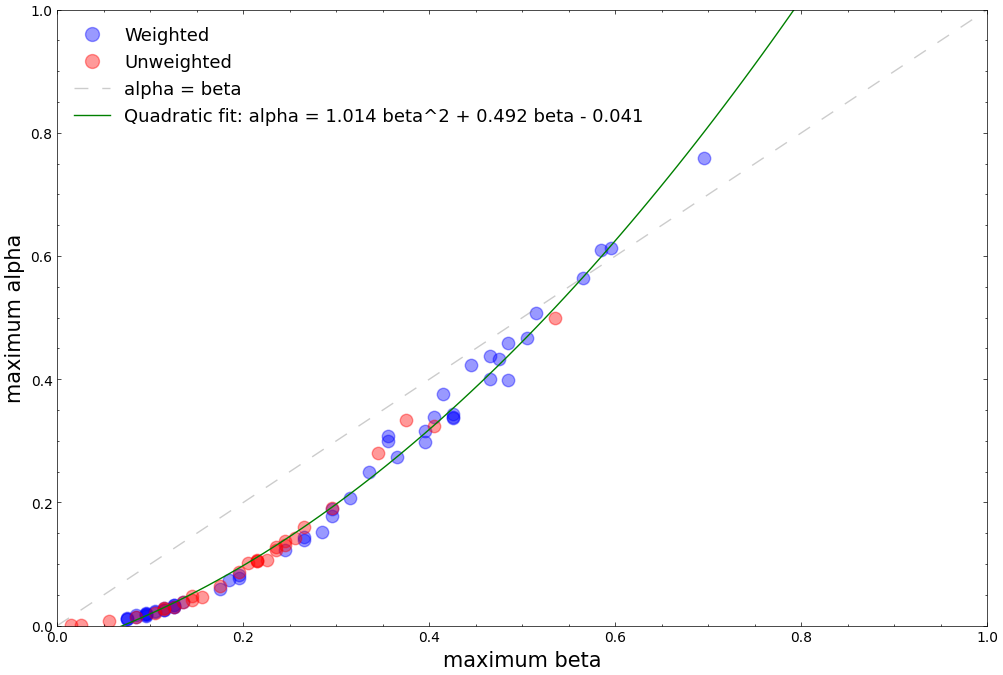 Weighted
Unweighted
alpha = beta
Quadratic fit: alpha = 1.014 beta^2 + 0.492 beta - 0.041
1.0
0.8
0.6
0.4
0.2
0.0
maximum alpha
0.0 0.2 0.4 0.6 0.8 1.0
maximum beta